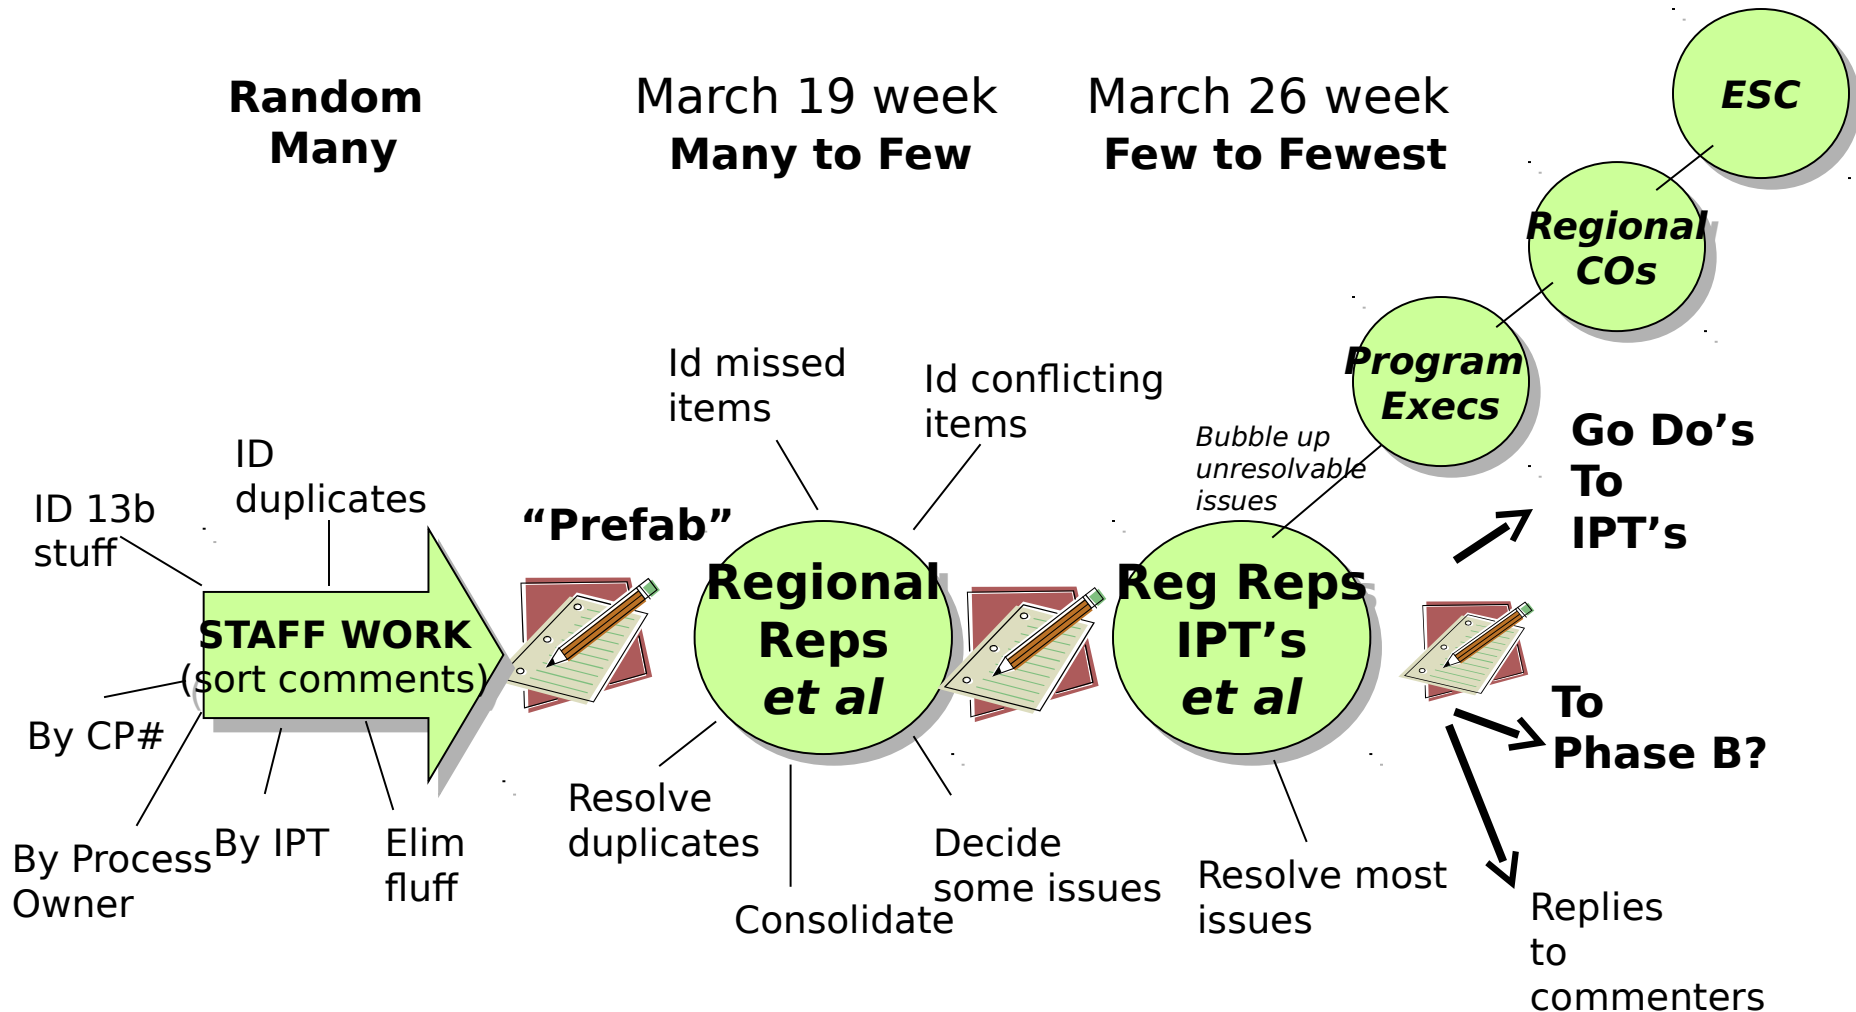 Random
Many
March 19 week
Many to Few
March 26 week
Few to Fewest
ESC
Regional
COs
Program
Execs
Id missed
items
Id conflicting
items
Bubble up
unresolvable
issues
Go Do’s
To
IPT’s
ID
duplicates
ID 13b
stuff
“Prefab”
STAFF WORK
(sort comments)
Regional
Reps
et al
Reg Reps
IPT’s
et al
By CP#
By Process
Owner
By IPT
Elim
fluff
Resolve
duplicates
Consolidate
Decide
some issues
Resolve most
issues
To
Phase B?
Replies
to
commenters